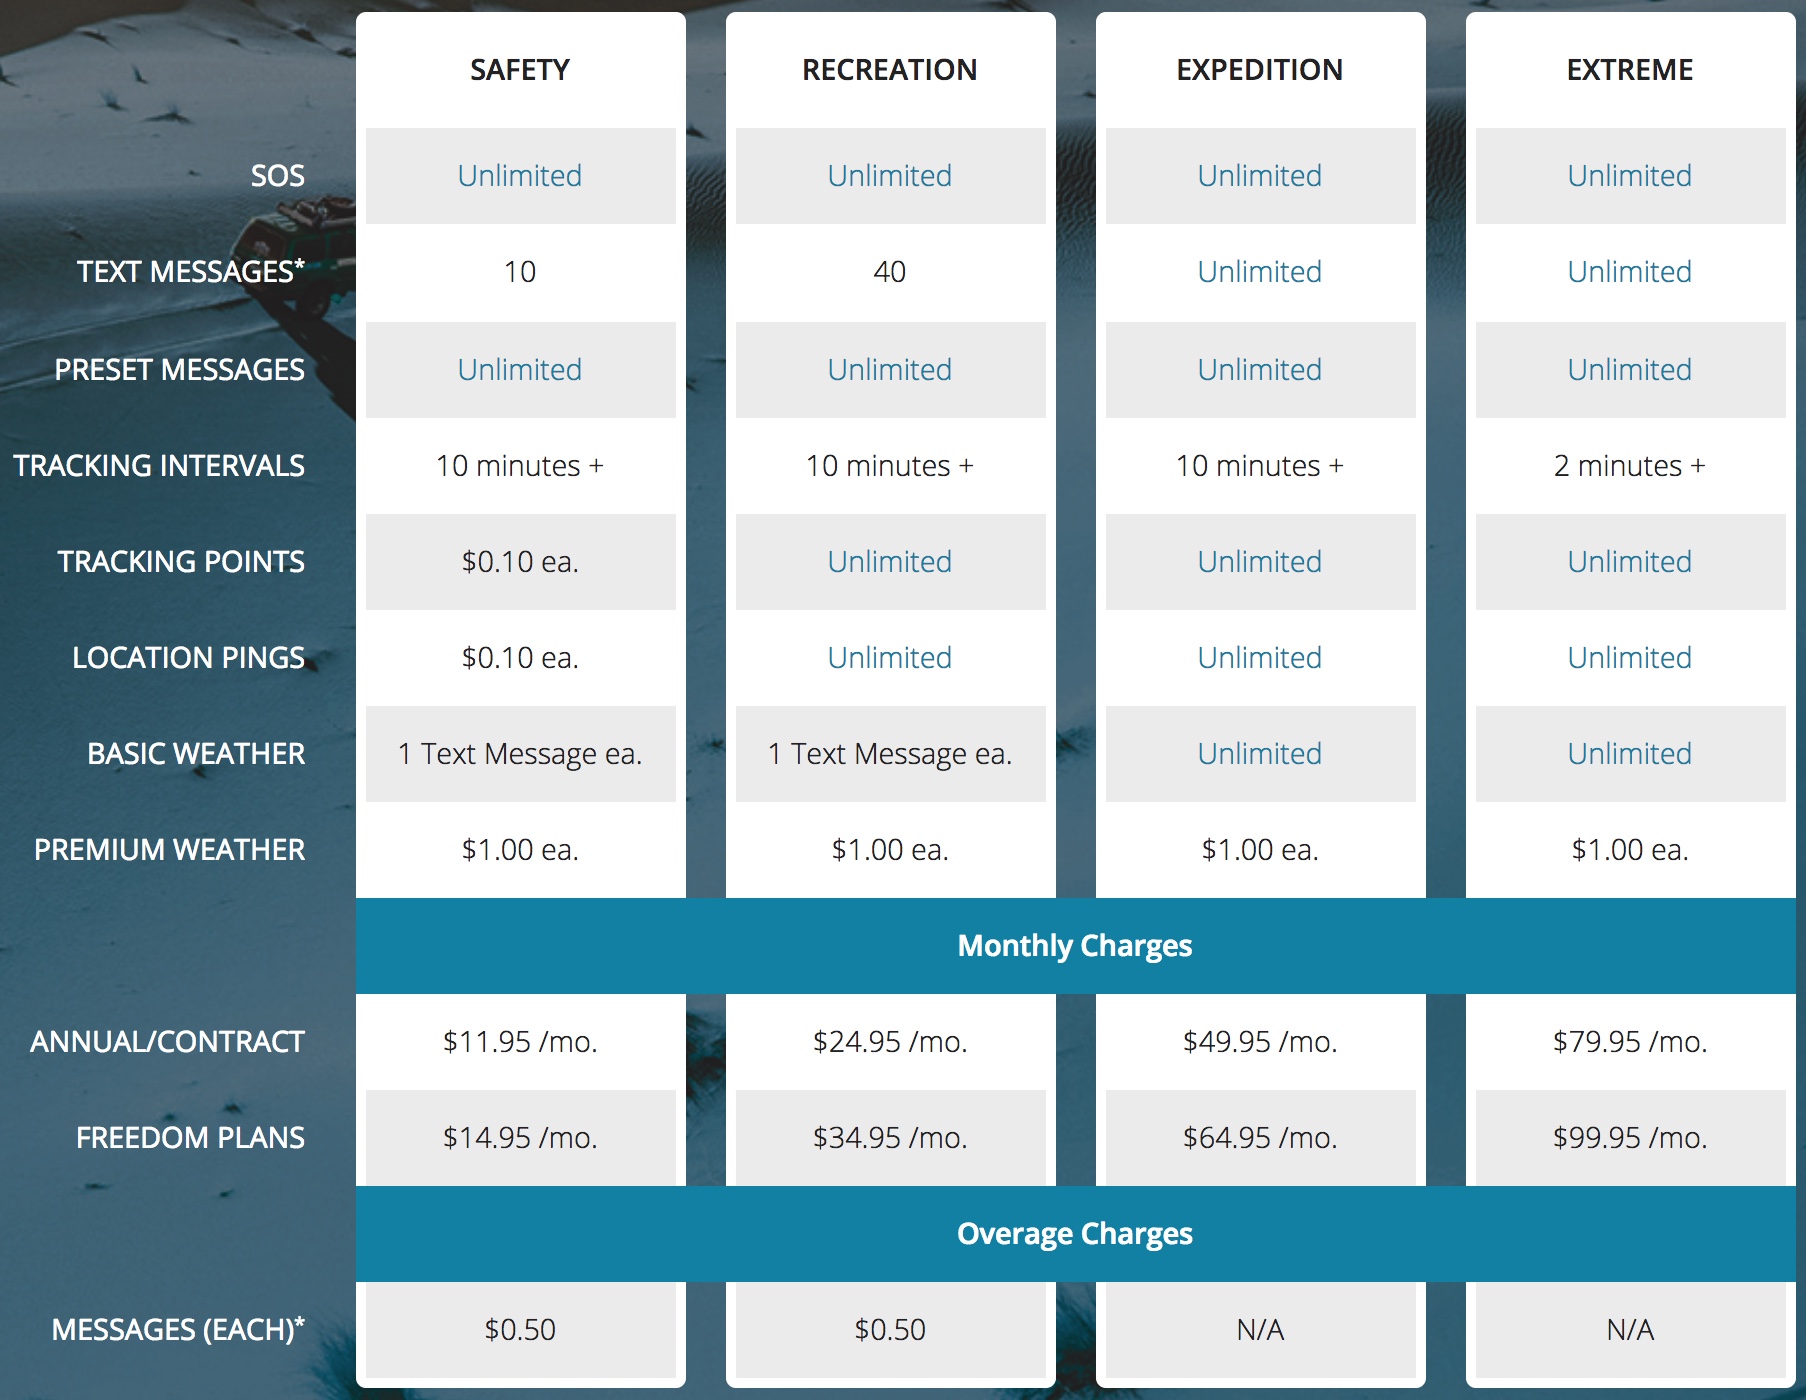 SAFETY RECREATION EXPEDITION EXTREME
SOS Unlimited Unlimited Unlimited Unlimited
TEXT MESSAGES* 10 40 Unlimited Unlimited
PRESET MESSAGES Unlimited Unlimited Unlimited Unlimited
TRACKING INTERVALS 10 minutes + 10 minutes + 10 minutes + 2 minutes +
TRACKING POINTS $0.10 ea. Unlimited Unlimited Unlimited
LOCATION PINGS $0.10 ea. Unlimited Unlimited Unlimited
BASIC WEATHER 1 Text Message ea. 1 Text Message ea. Unlimited Unlimited
PREMIUM WEATHER $1.00 ea. $1.00 ea. $1.00 ea. $1.00 ea.
Monthly Charges
ANNUAL/CONTRACT $11.95 /mo. $24.95 /mo. $49.95 /mo. $79.95 /mo.
FREEDOM PLANS $14.95 /mo. $34.95 /mo. $64.95 /mo. $99.95 /mo.
Overage Charges
MESSAGES (EACH)* $0.50 $0.50 N/A N/A